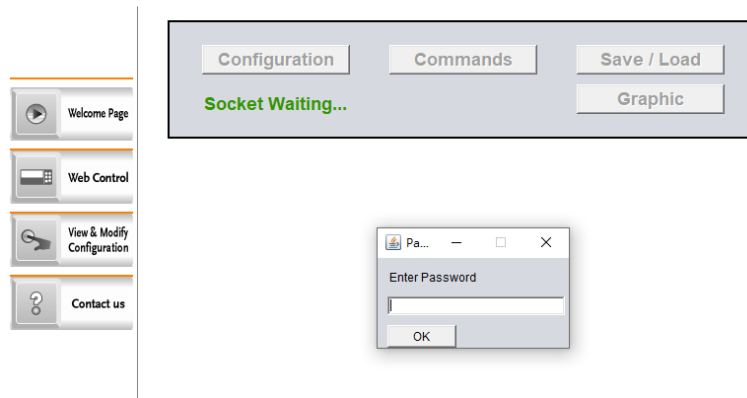 Configuration
Commands
Save / Load
Socket Waiting...
Graphic
Welcome Page
Web Control
View & Modify
Configuration
Contact us
Pa...
Enter Password
OK